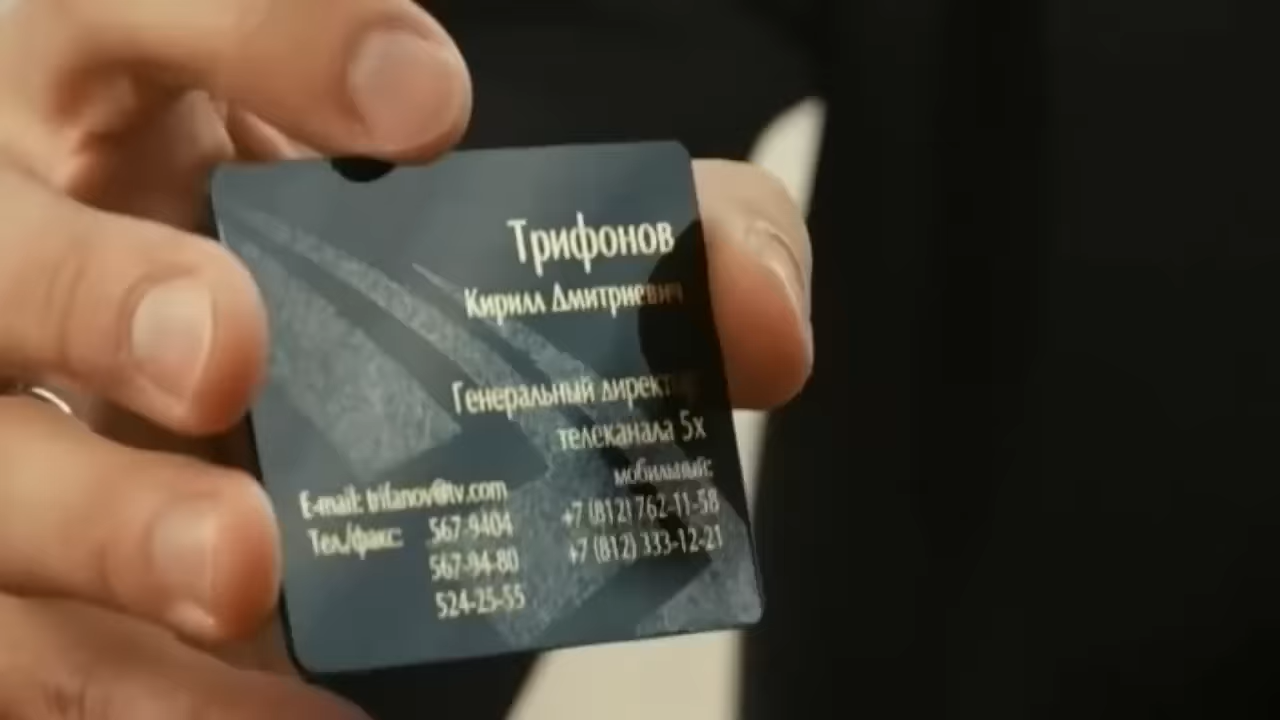 Трифонов
Кирилл Дмитриевич
Генеральный директор
телеканала 5х
мобильный:
+7 (812) 762-11-58
+7 (812) 333-12-21
E-mail: trifanov@tv.com
Тел/факс: 567-9404
567-94-80
524-25-55